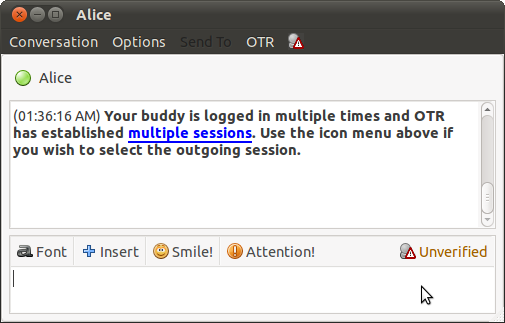 Alice
Conversation Options Send To OTR
Alice
(01:36:16 AM) Your buddy is logged in multiple times and OTR
has established multiple sessions. Use the icon menu above if
you wish to select the outgoing session.
Font Insert Smile! Attention! Unverified